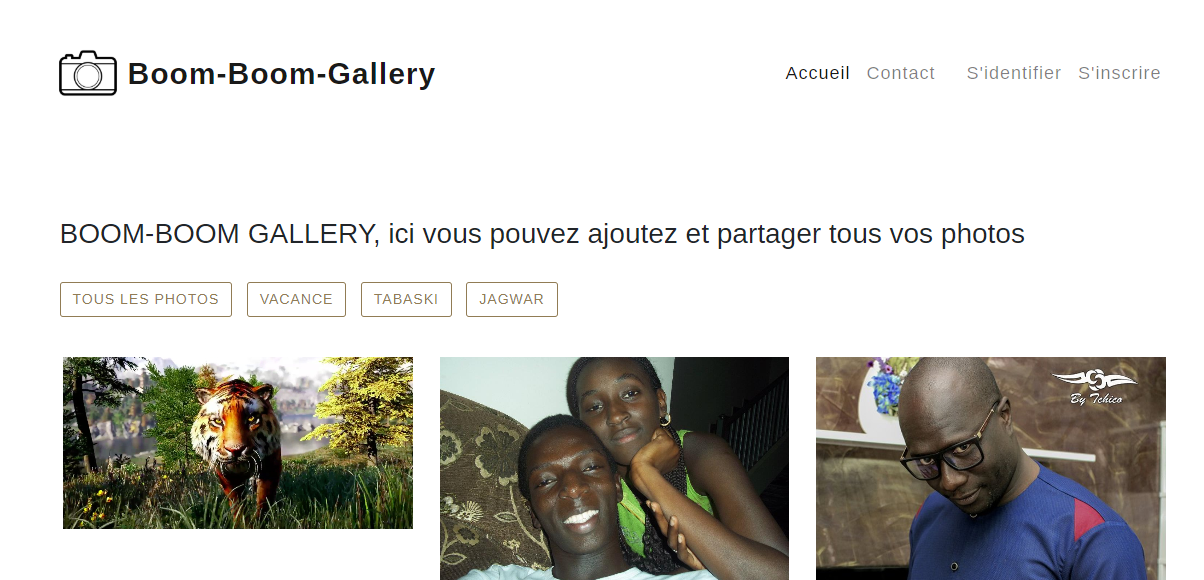 Boom-Boom-Gallery
Accueil Contact S'identifier S'inscrire
BOOM-BOOM GALLERY, ici vous pouvez ajoutez et partager tous vos photos
TOUS LES PHOTOS VACANCE TABASKI JAGWAR
By Tchico